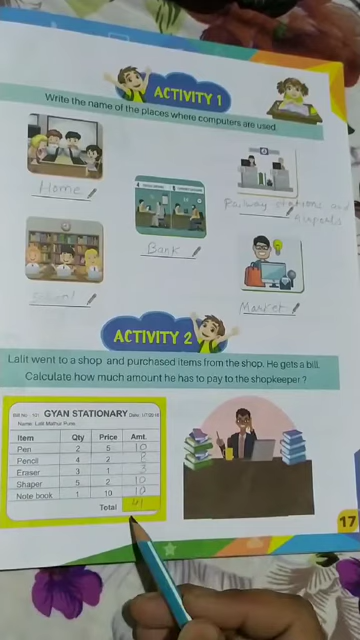 ACTIVITY 1
Write the name of the places where computers are used.
Home
Bank
Railway stations and
Airports
School
Market
ACTIVITY 2
Lalit went to a shop and purchased items from the shop. He gets a bill.
Calculate how much amount he has to pay to the shopkeeper ?
Bill No : 101 GYAN STATIONARY
Name: Lalit Mathur Pune.
Item Qty Price Amt.
Pen 2 5 10
Pencil 4 2 8
Eraser 3 1 3
Shaper 5 2 10
Note book 1 10 10
Total 41
17